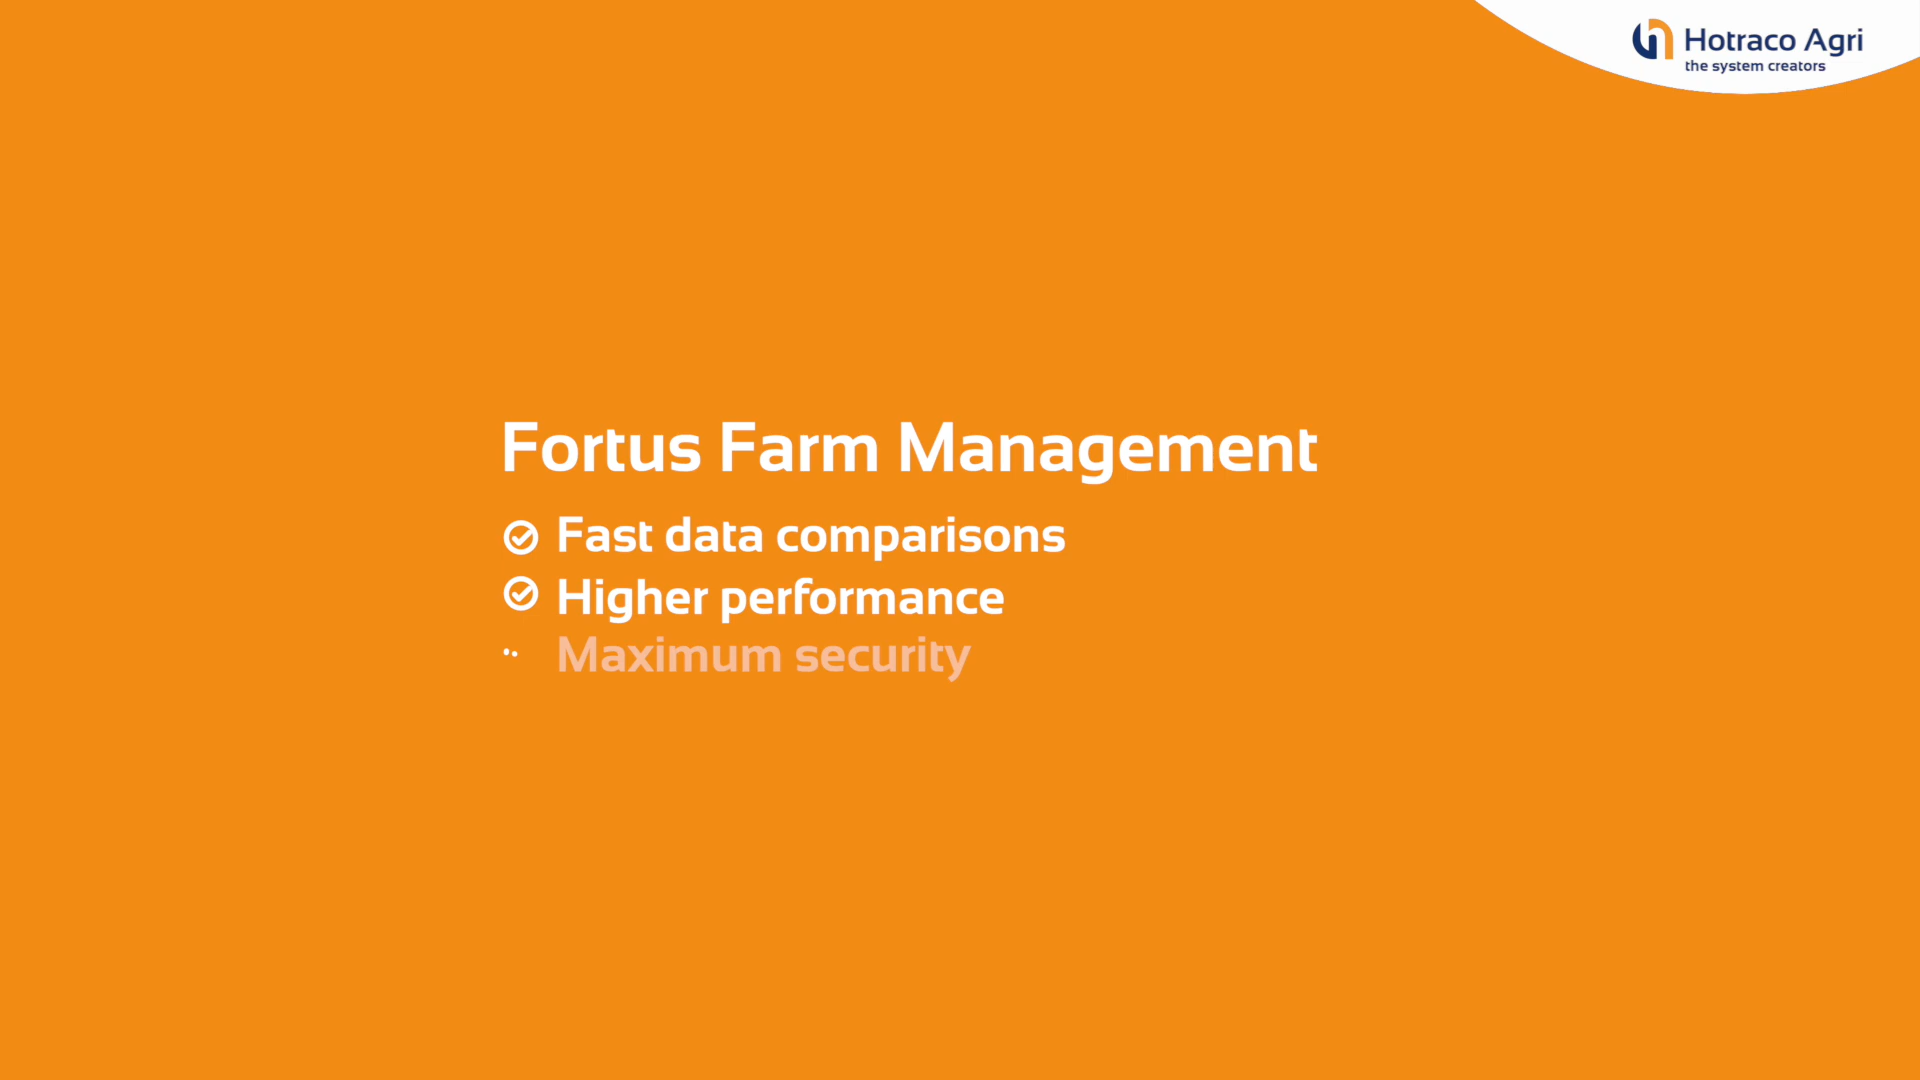 Hotraco Agri
the system creators
Fortus Farm Management
Fast data comparisons
Higher performance
Maximum security